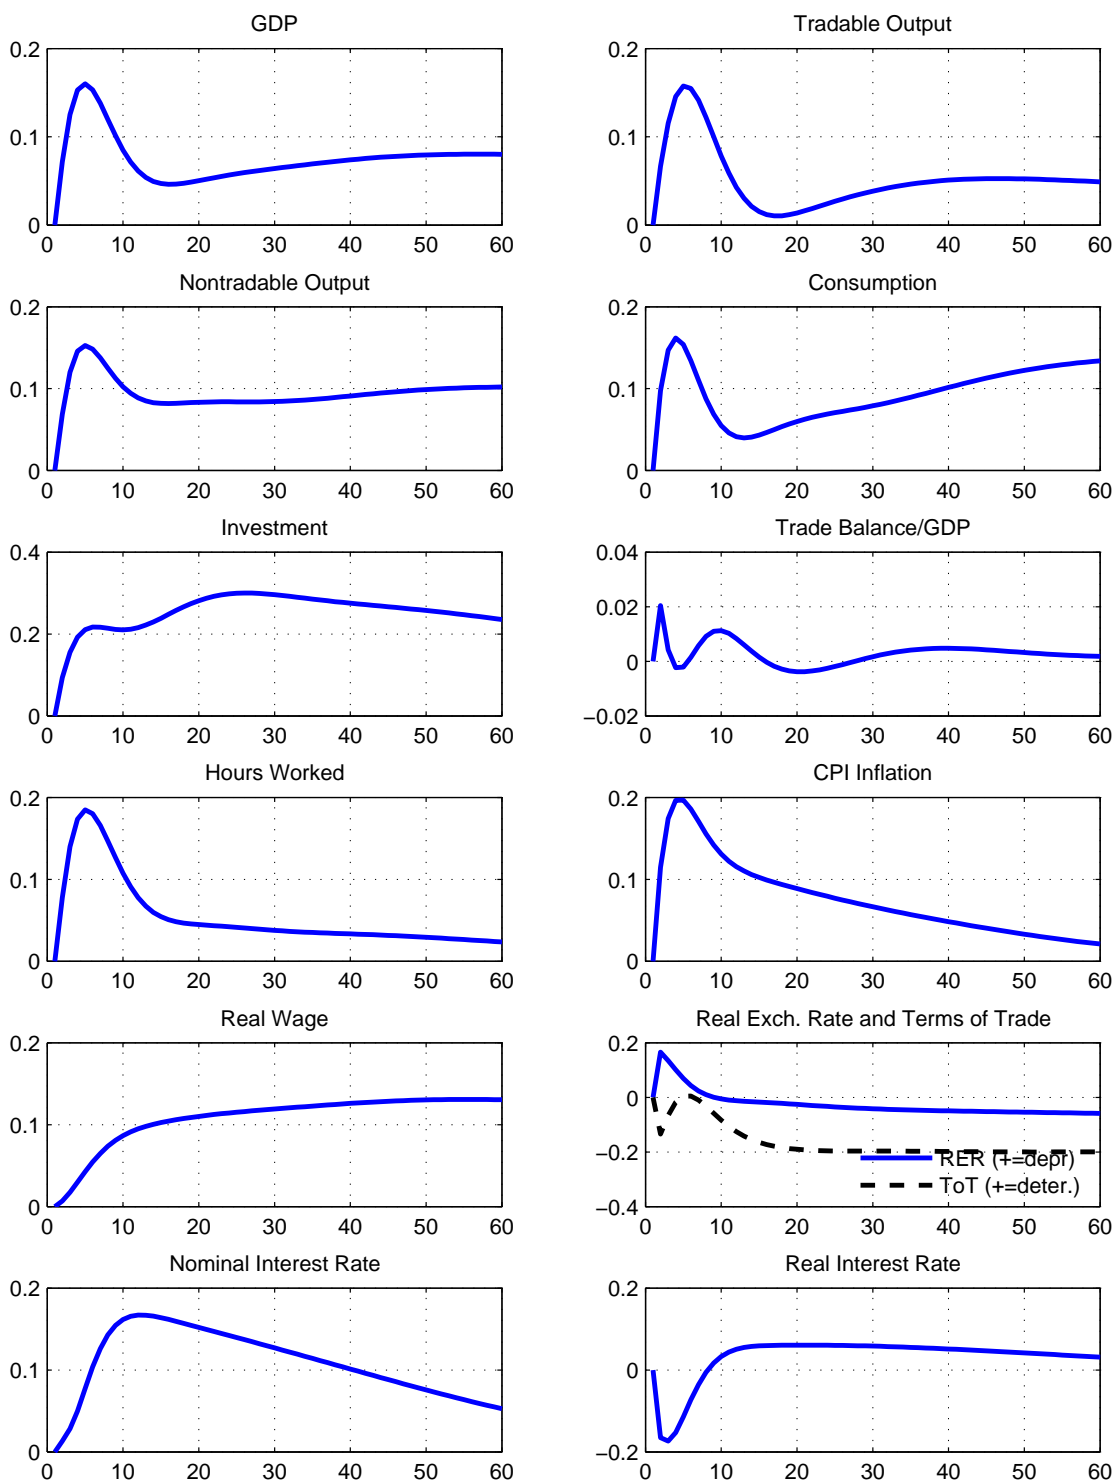 GDP
0.2
0.1
0
0 10 20 30 40 50 60
Tradable Output
0.2
0.1
0
0 10 20 30 40 50 60
Nontradable Output
0.2
0.1
0
0 10 20 30 40 50 60
Consumption
0.2
0.1
0
0 10 20 30 40 50 60
Investment
0.4
0.2
0
0 10 20 30 40 50 60
Trade Balance/GDP
0.04
0.02
0
−0.02
0 10 20 30 40 50 60
Hours Worked
0.2
0.1
0
0 10 20 30 40 50 60
CPI Inflation
0.2
0.1
0
0 10 20 30 40 50 60
Real Wage
0.2
0.1
0
0 10 20 30 40 50 60
Real Exch. Rate and Terms of Trade
0.2
0
−0.2
−0.4
RER (+=depr)
ToT (+=deter.)
0 10 20 30 40 50 60
Nominal Interest Rate
0.2
0.1
0
0 10 20 30 40 50 60
Real Interest Rate
0.2
0
−0.2
0 10 20 30 40 50 60